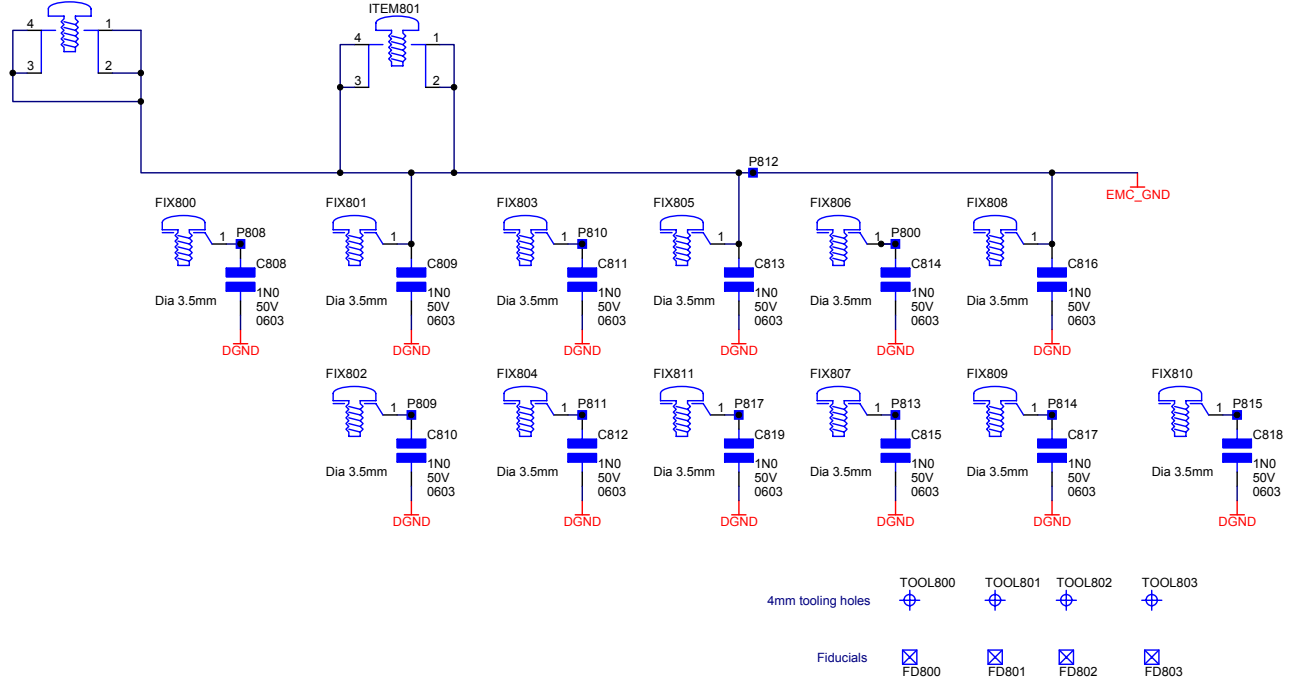 ITEM801
4 1
3 2
4 1
3 2
P812
EMC_GND
FIX800
1 P808
C808
Dia 3.5mm
1N0
50V
0603
DGND
FIX801
1
C809
Dia 3.5mm
1N0
50V
0603
DGND
FIX803
1 P810
C811
Dia 3.5mm
1N0
50V
0603
DGND
FIX805
1
C813
Dia 3.5mm
1N0
50V
0603
DGND
FIX806
1 P800
C814
Dia 3.5mm
1N0
50V
0603
DGND
FIX808
1
C816
Dia 3.5mm
1N0
50V
0603
DGND
FIX802
1 P809
C810
Dia 3.5mm
1N0
50V
0603
DGND
FIX804
1 P811
C812
Dia 3.5mm
1N0
50V
0603
DGND
FIX811
1 P817
C819
Dia 3.5mm
1N0
50V
0603
DGND
FIX807
1 P813
C815
Dia 3.5mm
1N0
50V
0603
DGND
FIX809
1 P814
C817
Dia 3.5mm
1N0
50V
0603
DGND
FIX810
1 P815
C818
Dia 3.5mm
1N0
50V
0603
DGND
TOOL800 TOOL801 TOOL802 TOOL803
4mm tooling holes
Fiducials
FD800 FD801 FD802 FD803